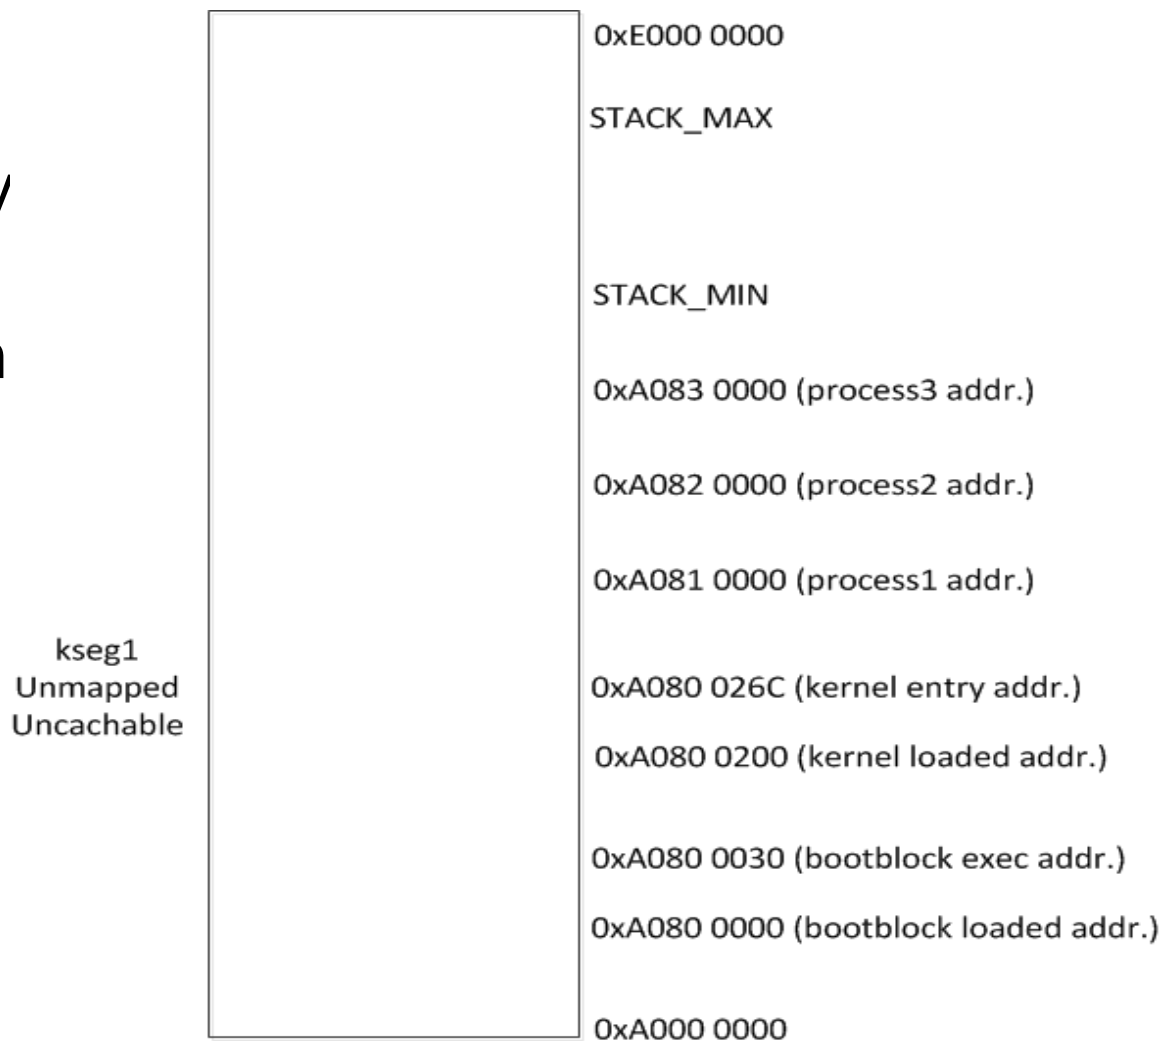 0xE000 0000
STACK_MAX
y
STACK_MIN
n
0xA083 0000 (process3 addr.)
0xA082 0000 (process2 addr.)
0xA081 0000 (process1 addr.)
kseg1
Unmapped
Uncachable
0xA080 026C (kernel entry addr.)
0xA080 0200 (kernel loaded addr.)
0xA080 0030 (bootblock exec addr.)
0xA080 0000 (bootblock loaded addr.)
0xA000 0000